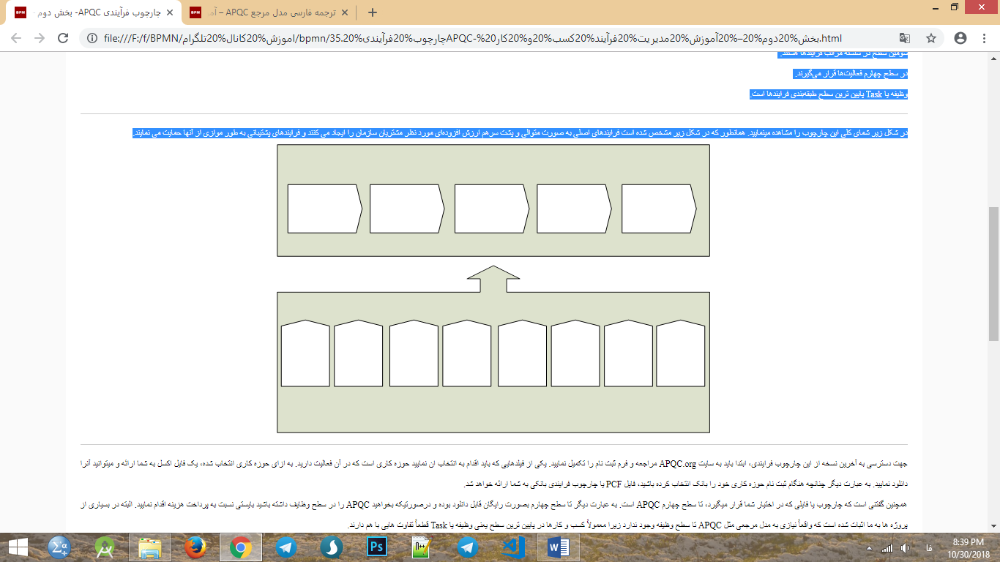 چارچوب فرآیندی APQC- بخش دوم
ترجمه فارسی مدل مرجع APQC – آمـ
file:///F:/f/BPMN/اموزش%20کانال%20تلگرام/bpmn/35.%20چارچوب%20فرآیندی%20APQC-%20بخش%20دوم%20–%20آموزش%20مدیریت%20فرآیند%20کسب%20و%20کار.html
سومین سطح در سلسله مراتب فرایندها هستند.
در سطح چهارم فعالیت‌ها قرار می‌گیرند.
وظیفه یا Task پایین ترین سطح طبقه‌بندی فرایندها است.
در شکل زیر شمای کلی این چارچوب را مشاهده مینمایید. همانطور که در شکل زیر مشخص شده است فرایندهای اصلی به صورت متوالی و پشت سرهم ارزش افزوده‌ای مورد نظر مشتریان سازمان را ایجاد می کنند و فرایندهای پشتیبانی به طور موازی از آنها حمایت می نمایند.
جهت دسترسی به آخرین نسخه از این چارچوب فرایندی، ابتدا باید به سایت APQC.org مراجعه و فرم ثبت نام را تکمیل نمایید. یکی از فیلدهایی که باید اقدام به انتخاب ان نمایید حوزه کاری است که در آن فعالیت دارید. به ازای حوزه کاری انتخاب شده، یک فایل اکسل به شما ارائه و میتوانید آنرا
دانلود نمایید. به عبارت دیگر چنانچه هنگام ثبت نام حوزه کاری خود را بانک انتخاب کرده باشید، فایل PCF یا چارچوب فرایندی بانکی به شما ارائه خواهد شد.
همچنین گفتنی است که چارچوب یا فایلی که در اختیار شما قرار میگیرد، تا سطح چهارم APQC است. به عبارت دیگر تا سطح چهارم بصورت رایگان قابل دانلود بوده و درصورتیکه بخواهید APQC را در سطح وظایف داشته باشید بایستی نسبت به پرداخت هزینه اقدام نمایید. البته در بسیاری از
پروژه ها به ما اثبات شده است که واقعاً نیازی به مدل مرجعی مثل APQC تا سطح وظیفه وجود ندارد زیرا معمولاً کسب و کارها در پایین ترین سطح یعنی وظیفه یا Task قطعاً تفاوت هایی با هم دارند.
فا
8:39 PM
10/30/2018